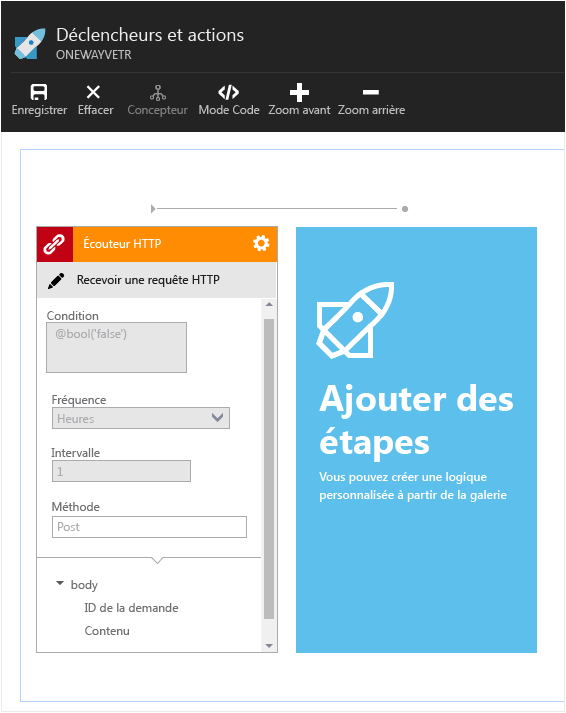 Déclencheurs et actions
ONEWAYVETR
Enregistrer Effacer Concepteur Mode Code Zoom avant Zoom arrière
Écouteur HTTP
Recevoir une requête HTTP
Condition
@bool('false')
Fréquence
Heures
Intervalle
1
Méthode
Post
body
ID de la demande
Contenu
Ajouter des
étapes
Vous pouvez créer une logique
personnalisée à partir de la galerie